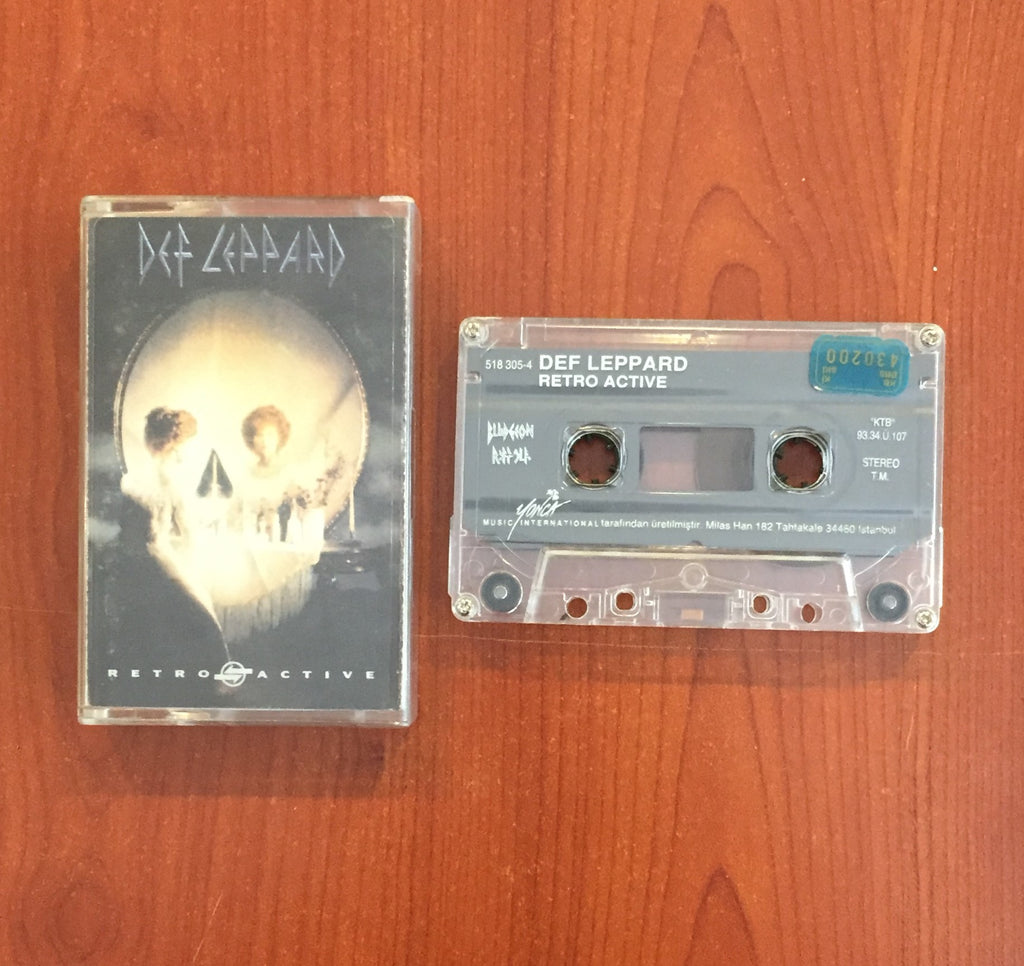 DEF LEPPARD
RETRO ACTIVE
518 305-4 DEF LEPPARD
RETRO ACTIVE
430200
"KTB"
93.34.U.107
STEREO
T.M.
YONCA
MUSIC INTERNATIONAL tarafından üretilmiştir. Milas Han 182 Tahtakale 34460 İstanbul